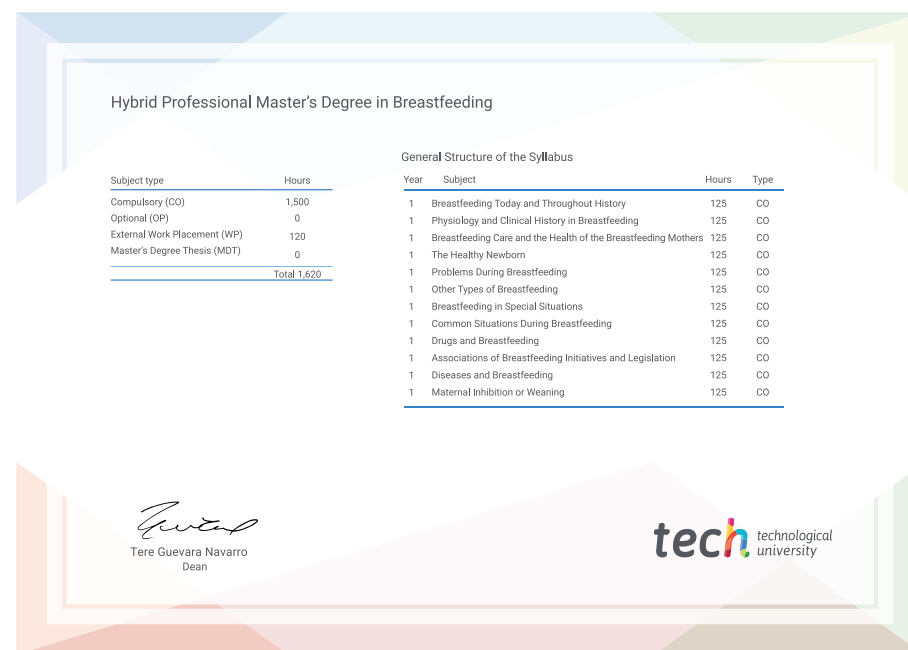 Hybrid Professional Master's Degree in Breastfeeding
Subject type Hours
Compulsory (CO) 1,500
Optional (OP) 0
External Work Placement (WP) 120
Master's Degree Thesis (MDT) 0
Total 1,620
General Structure of the Syllabus
Year Subject Hours Type
1 Breastfeeding Today and Throughout History 125 CO
1 Physiology and Clinical History in Breastfeeding 125 CO
1 Breastfeeding Care and the Health of the Breastfeeding Mothers 125 CO
1 The Healthy Newborn 125 CO
1 Problems During Breastfeeding 125 CO
1 Other Types of Breastfeeding 125 CO
1 Breastfeeding in Special Situations 125 CO
1 Common Situations During Breastfeeding 125 CO
1 Drugs and Breastfeeding 125 CO
1 Associations of Breastfeeding Initiatives and Legislation 125 CO
1 Diseases and Breastfeeding 125 CO
1 Maternal Inhibition or Weaning 125 CO
Tere Guevara Navarro
Dean
tech technological
university